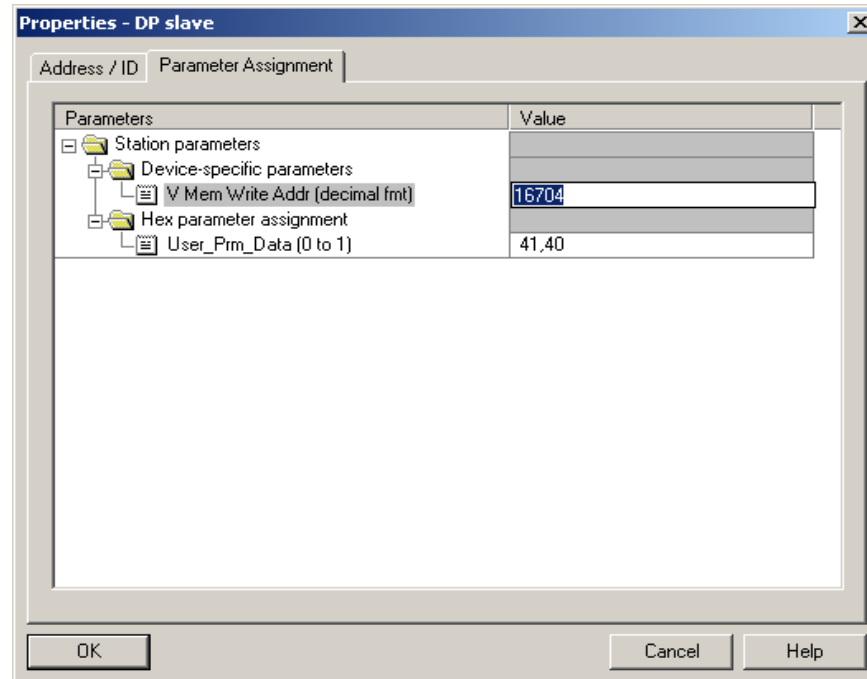 Properties - DP slave
Address / ID Parameter Assignment
Parameters Value
Station parameters
Device-specific parameters
V Mem Write Addr (decimal fmt) 16704
Hex parameter assignment
User_Prm_Data (0 to 1) 41,40
OK Cancel Help